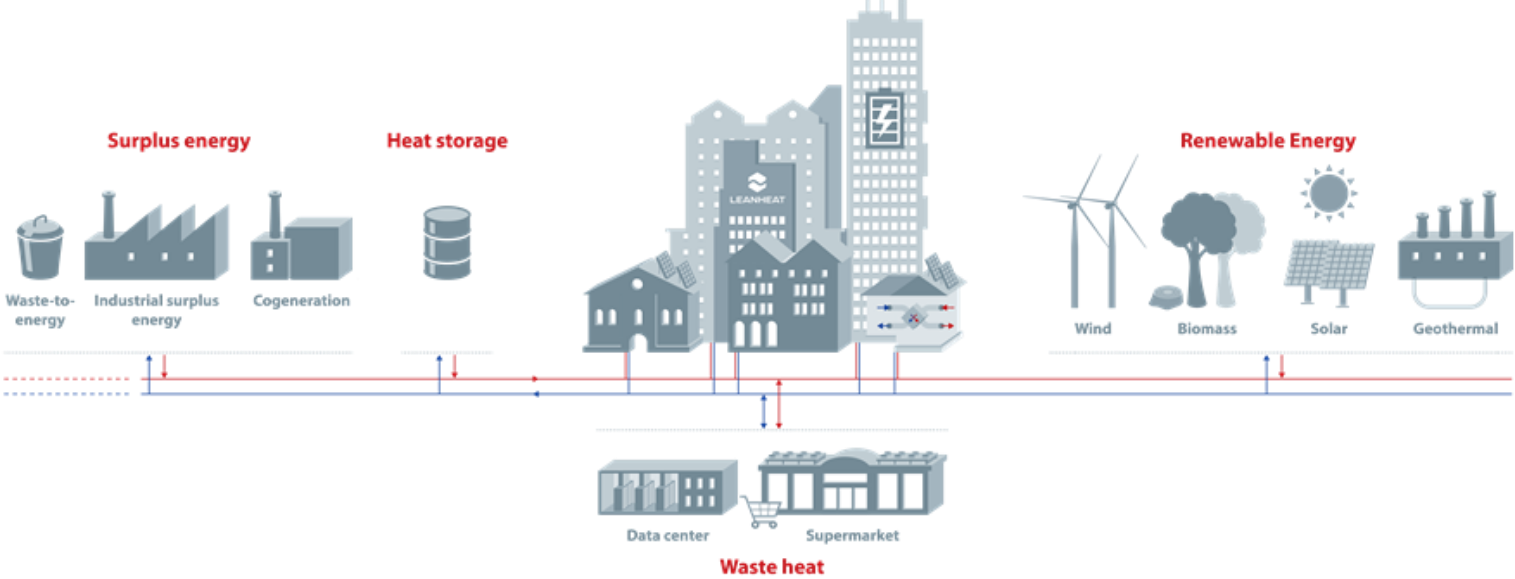 Surplus energy
Heat storage
Renewable Energy
LEANHEAT
Waste-to-
energy
Industrial surplus
energy
Cogeneration
Wind
Biomass
Solar
Geothermal
Data center
Supermarket
Waste heat